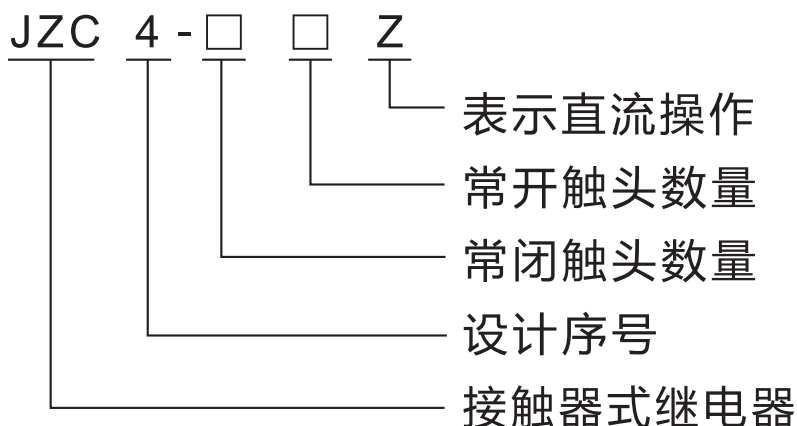 JZC 4-□ □ Z
表示直流操作
常开触头数量
常闭触头数量
设计序号
接触器式继电器